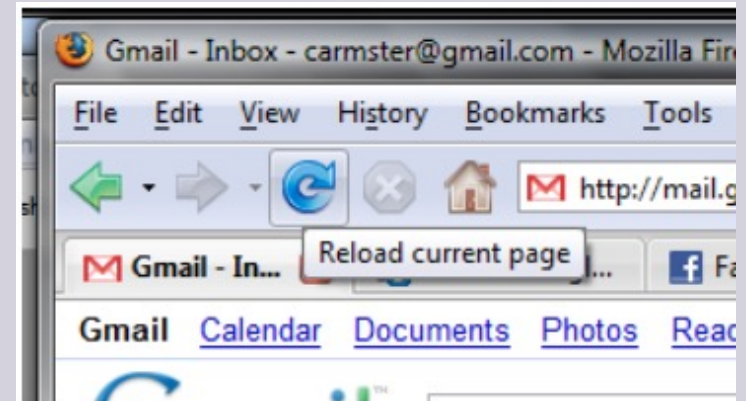 Gmail - Inbox - carmster@gmail.com - Mozilla
File Edit View History Bookmarks Tools
http://mail.g
Reload current page
Gmail - In...
Gmail Calendar Documents Photos